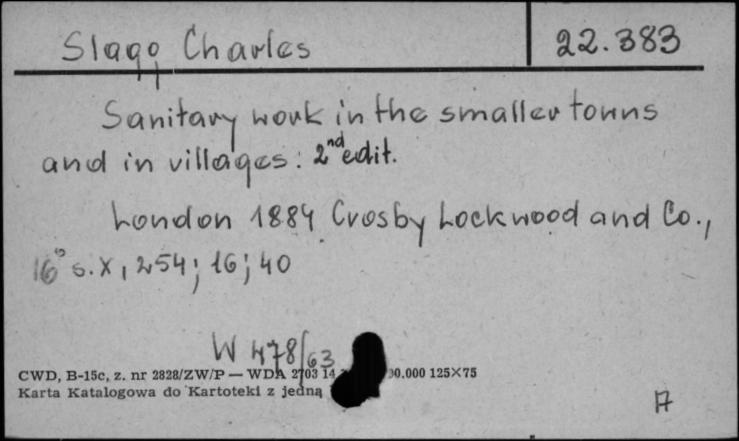 Slagg Charles
22.383
Sanitary work in the smaller towns
and in villages: 2nd edit.
London 1884 Crosby Lockwood and Co.,
16° s. X, 254; 16; 40
W 478/63
CWD, B-15c, z. nr 2828/ZW/P — WDA 2703 14 00.000 125×75
Karta Katalogowa do Kartoteki z jedną